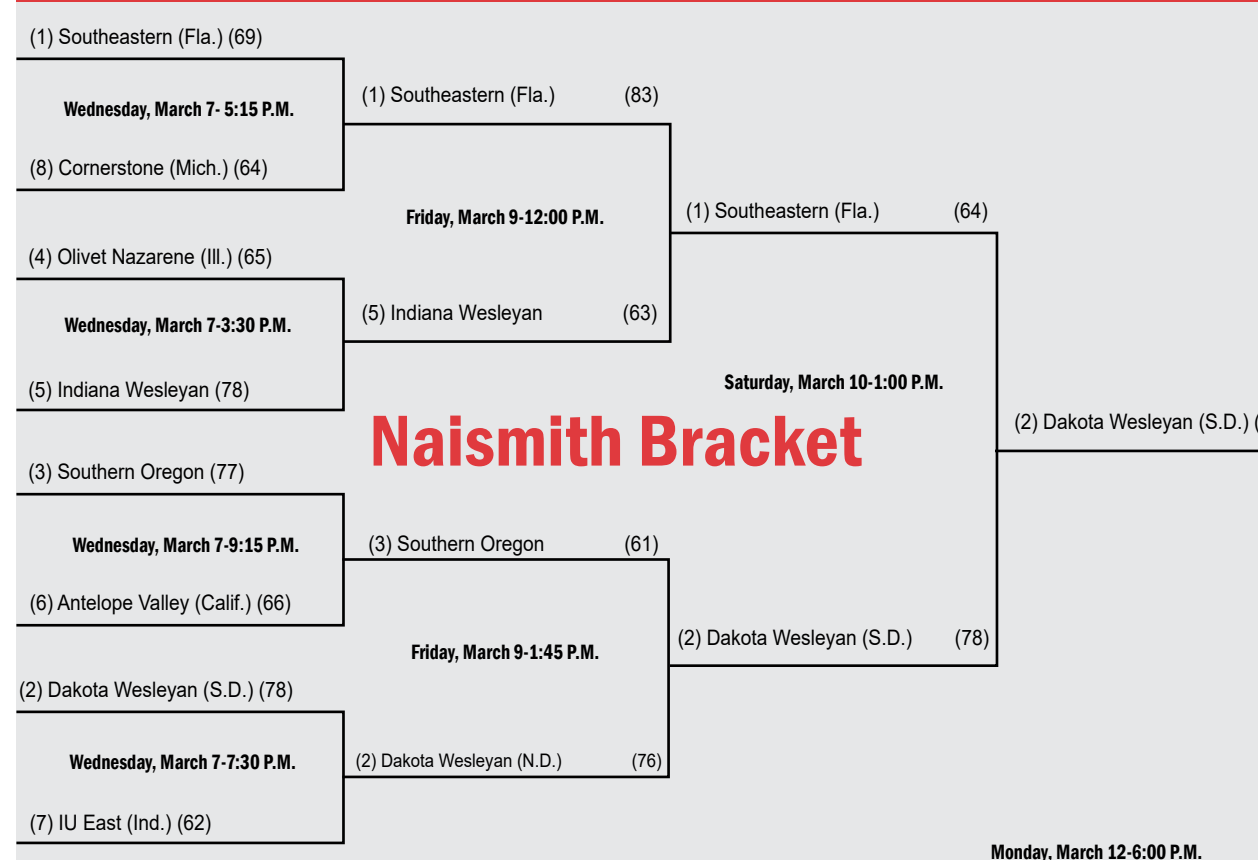 (1) Southeastern (Fla.) (69)
Wednesday, March 7- 5:15 P.M.
(8) Cornerstone (Mich.) (64)
(4) Olivet Nazarene (Ill.) (65)
Wednesday, March 7-3:30 P.M.
(5) Indiana Wesleyan (78)
(3) Southern Oregon (77)
Wednesday, March 7-9:15 P.M.
(6) Antelope Valley (Calif.) (66)
(2) Dakota Wesleyan (S.D.) (78)
Wednesday, March 7-7:30 P.M.
(7) IU East (Ind.) (62)
(1) Southeastern (Fla.) (83)
Friday, March 9-12:00 P.M.
(5) Indiana Wesleyan (63)
Naismith Bracket
(3) Southern Oregon (61)
Friday, March 9-1:45 P.M.
(2) Dakota Wesleyan (N.D.) (76)
(1) Southeastern (Fla.) (64)
Saturday, March 10-1:00 P.M.
(2) Dakota Wesleyan (S.D.) (78)
(2) Dakota Wesleyan (S.D.) (
Monday, March 12-6:00 P.M.